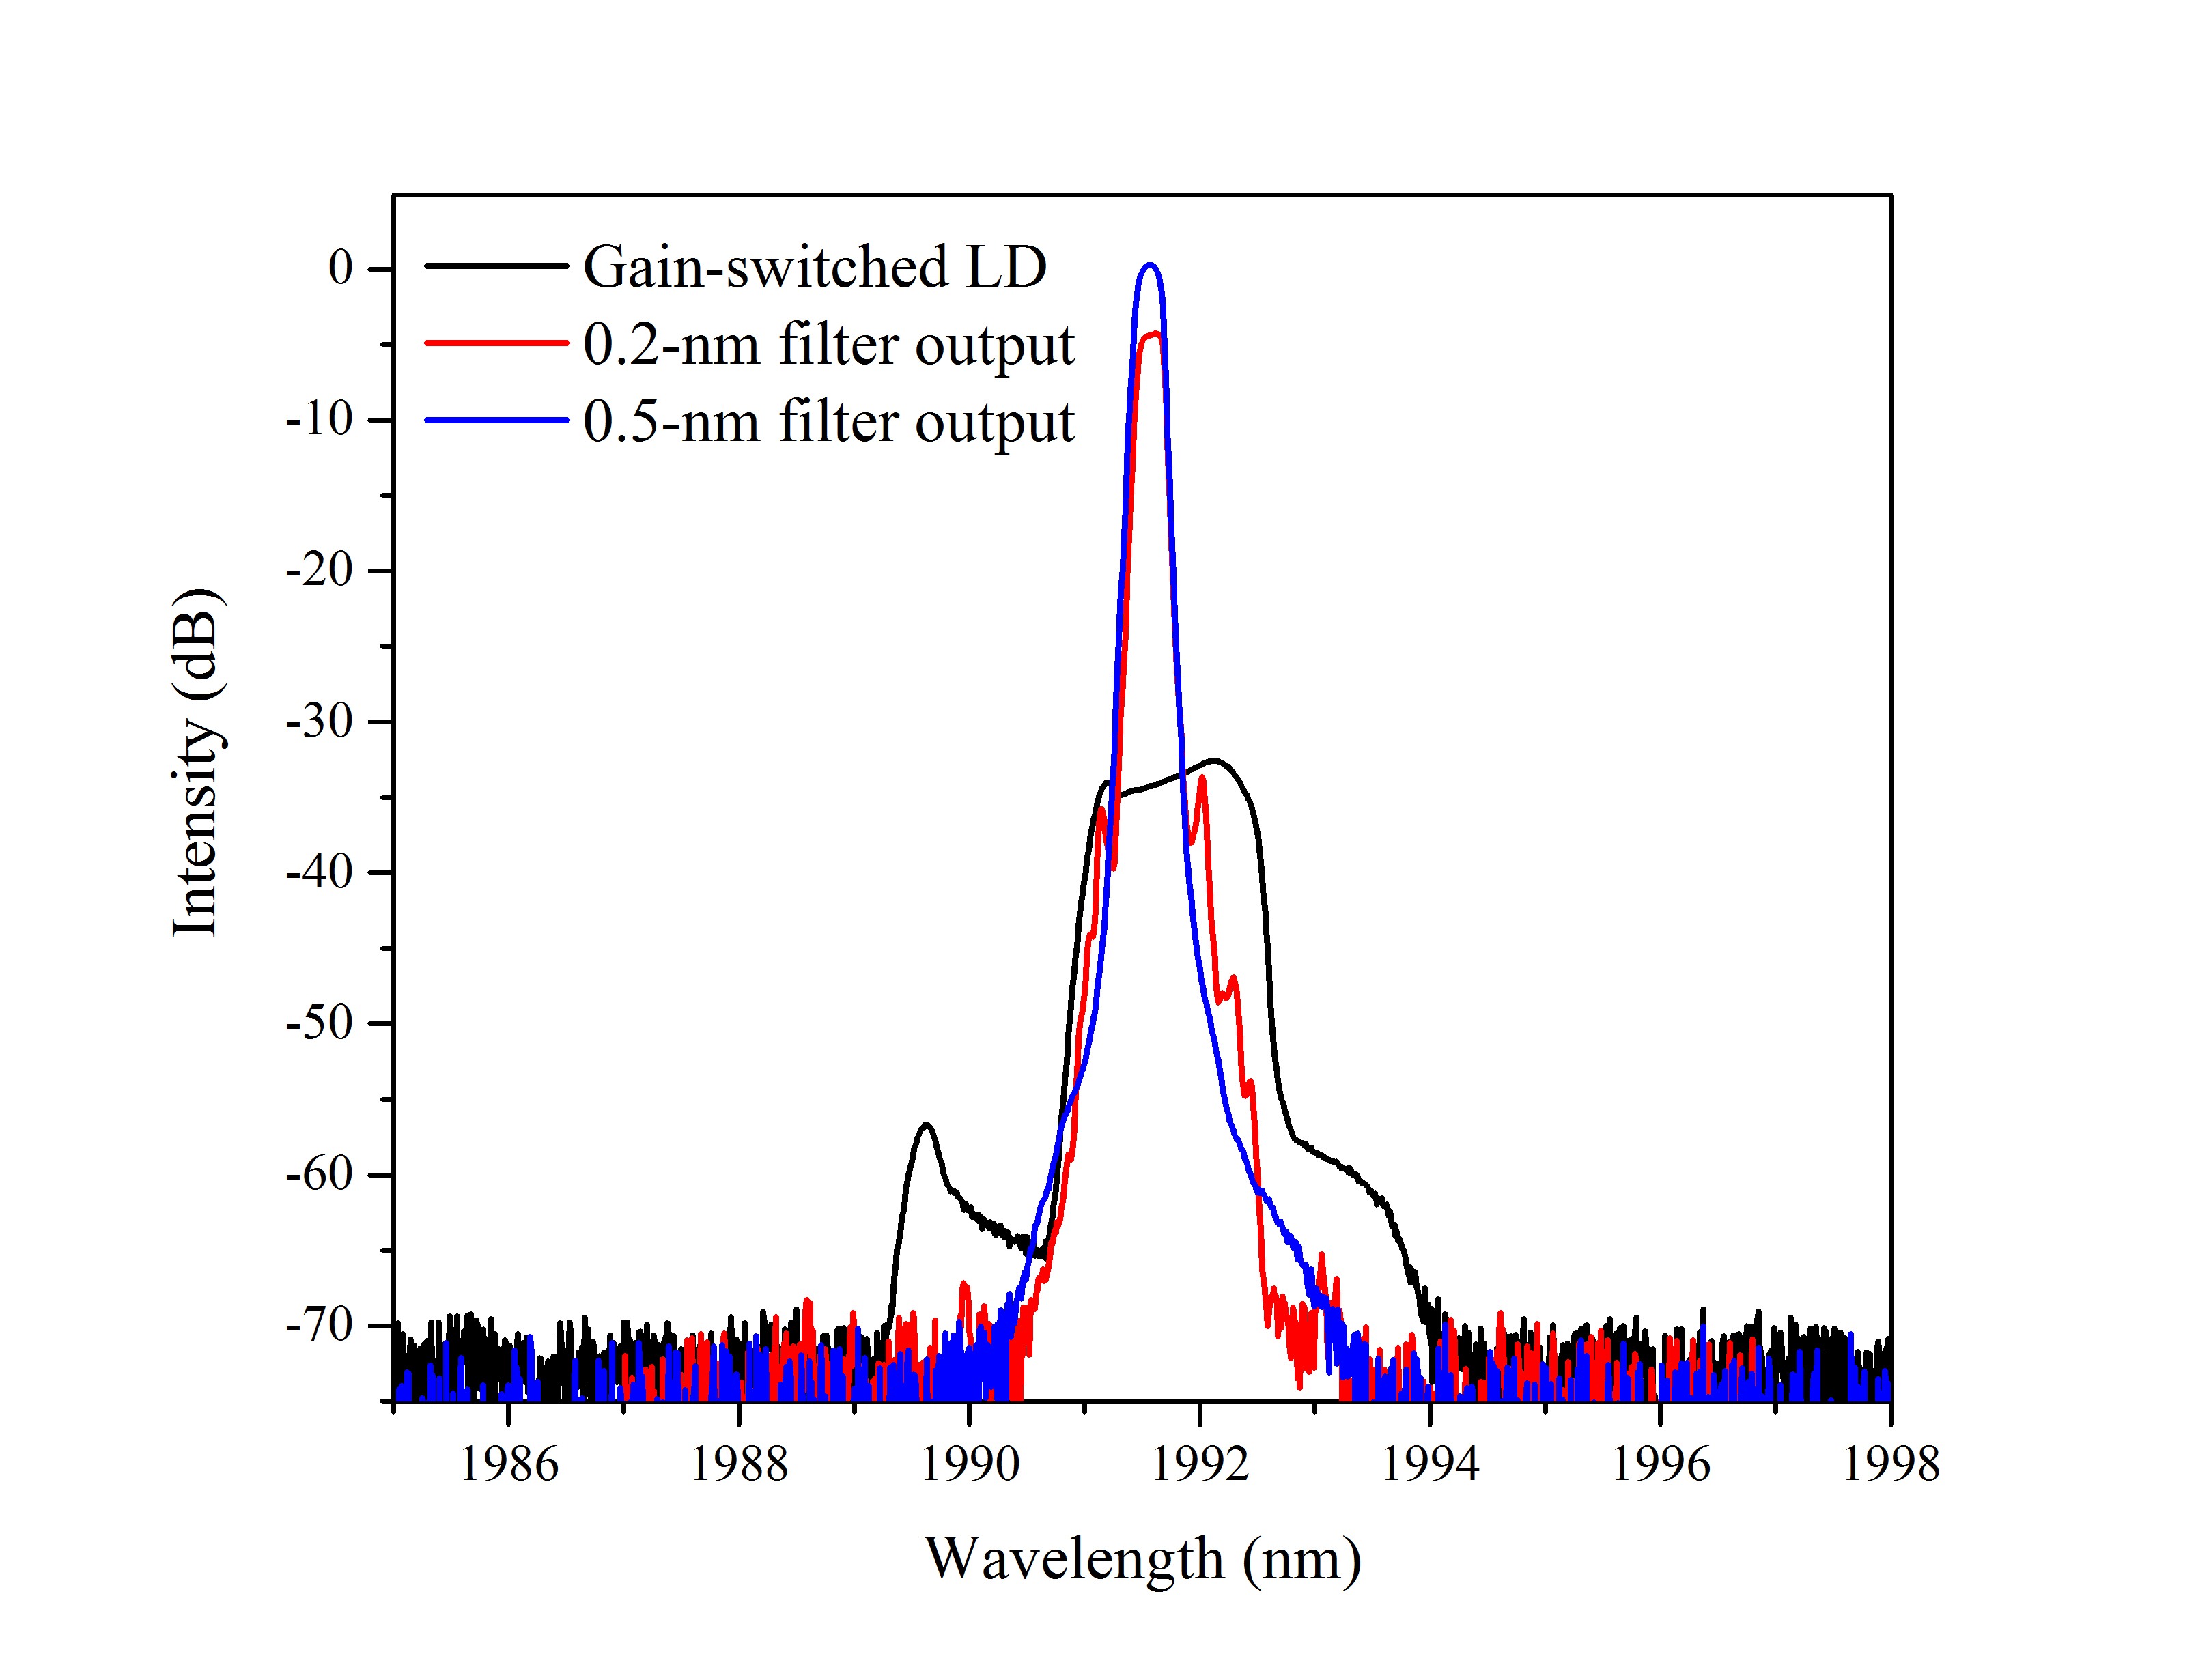 Gain-switched LD
0.2-nm filter output
0.5-nm filter output
0
-10
-20
-30
-40
-50
-60
-70
Intensity (dB)
1986 1988 1990 1992 1994 1996 1998
Wavelength (nm)